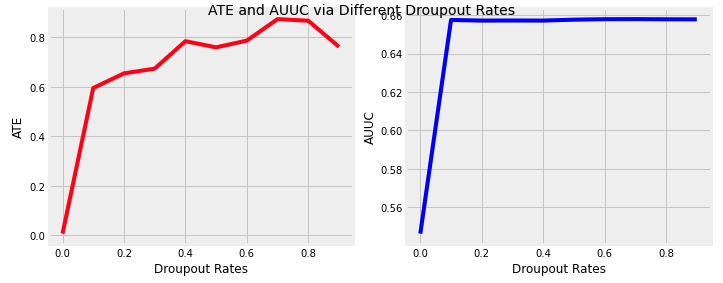 ATE and AUUC via Different Droupout Rates
ATE
0.8
0.6
0.4
0.2
0.0
0.0 0.2 0.4 0.6 0.8
Droupout Rates
AUUC
0.66
0.64
0.62
0.60
0.58
0.56
0.0 0.2 0.4 0.6 0.8
Droupout Rates